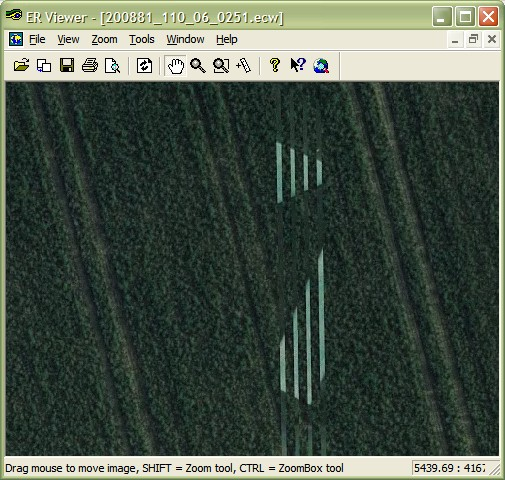 ER Viewer - [200881_110_06_0251.ecw]
File View Zoom Tools Window Help
Drag mouse to move image, SHIFT = Zoom tool, CTRL = ZoomBox tool 5439.69 : 4167